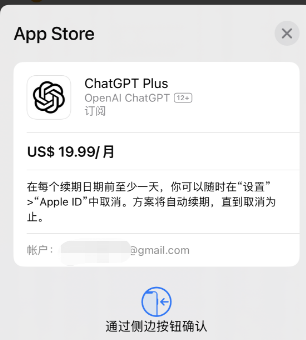 App Store
ChatGPT Plus
OpenAI ChatGPT 12+
订阅
US$ 19.99/月
在每个续期日期前至少一天，你可以随时在“设置”
>“Apple ID”中取消。方案将自动续期，直到取消为
止。
帐户： @gmail.com
通过侧边按钮确认